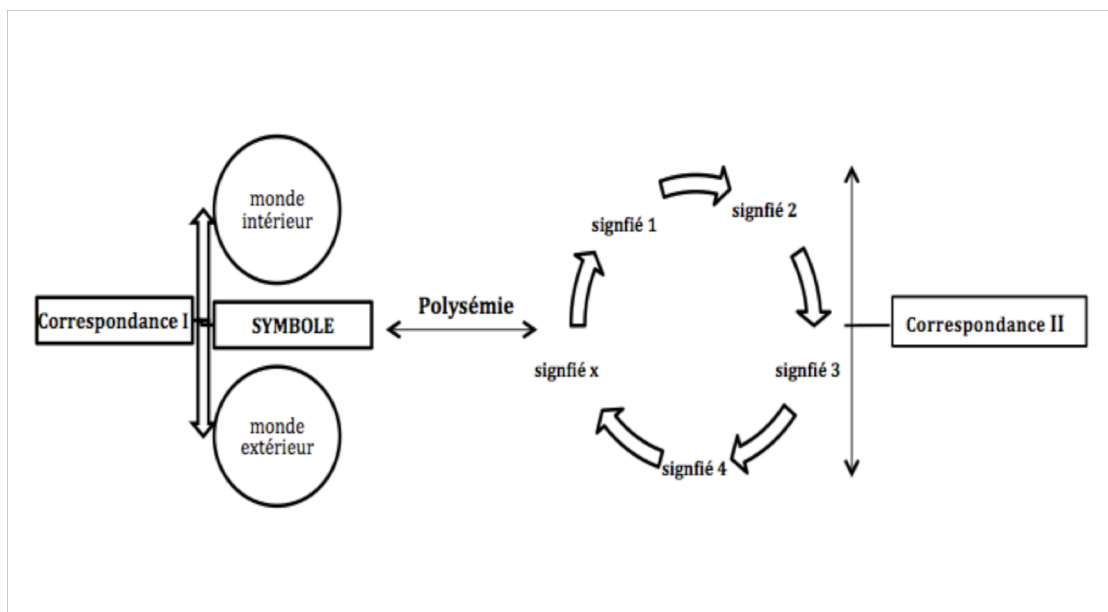 monde
intérieur
Correspondance I
SYMBOLE
monde
extérieur
Polysémie
signfié 1
signfié 2
signfié 3
signfié 4
signfié x
Correspondance II